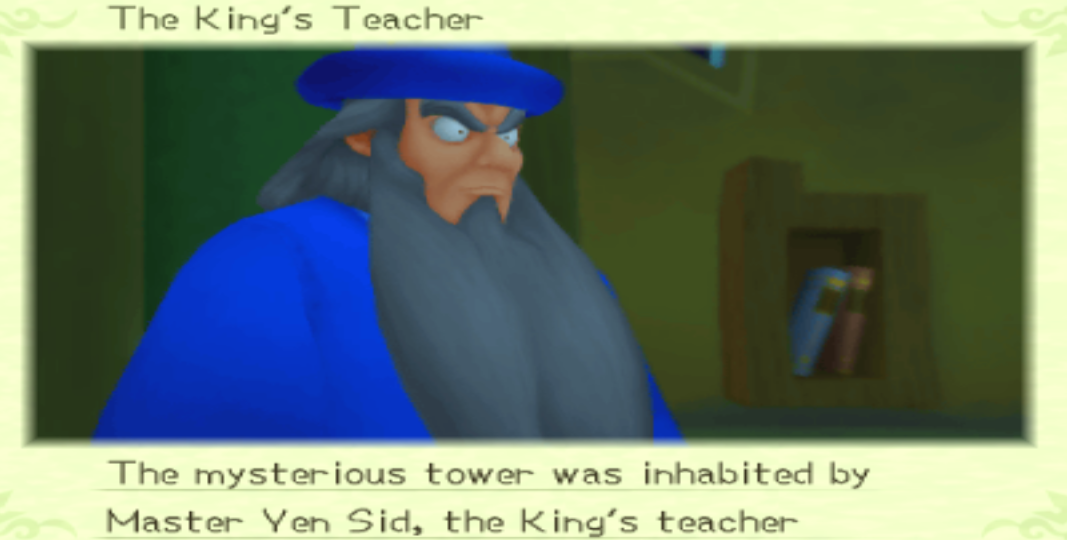 The King's Teacher
The mysterious tower was inhabited by
Master Yen Sid, the King's teacher